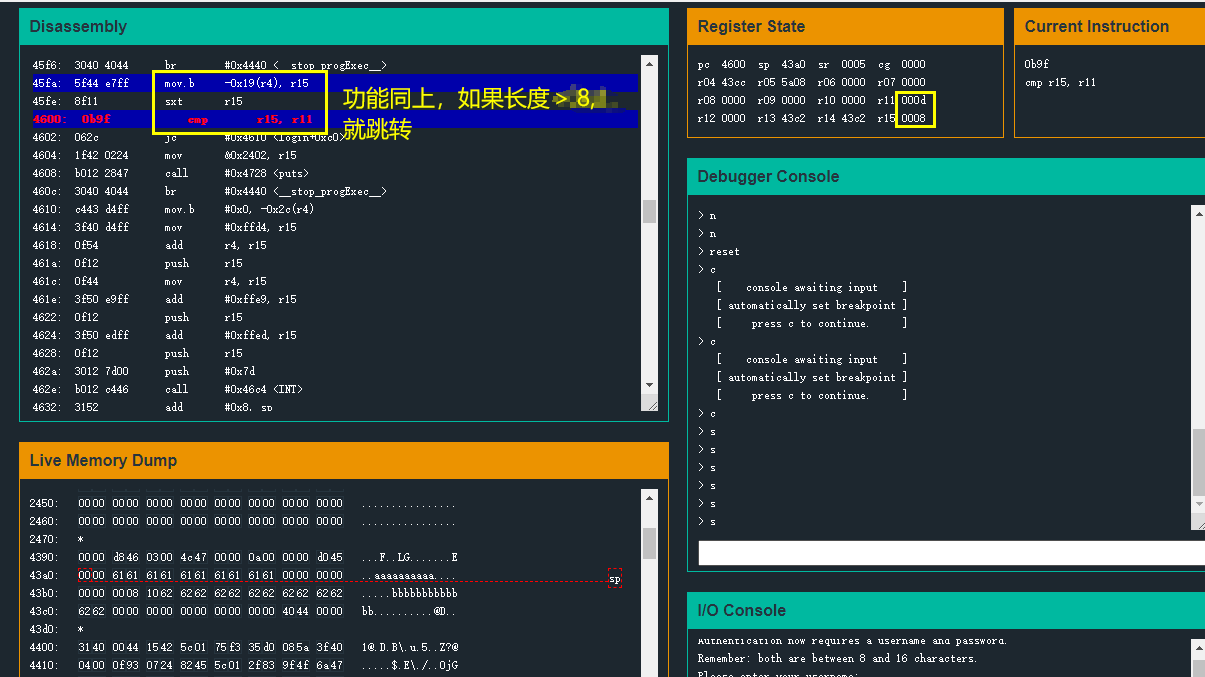 Disassembly
45f6: 3040 4044 br #0x4440 <__stop_progExec__>
45fa: 5f44 e7ff mov.b -0x19(r4), r15
45fe: 8f11 sxt r15
4600: 0b9f cmp r15, r11
4602: 062c jc #0x4610 <login+0xc0>
4604: 1f42 0224 mov &0x2402, r15
4608: b012 2847 call #0x4728 <puts>
460c: 3040 4044 br #0x4440 <__stop_progExec__>
4610: c443 d4ff mov.b #0x0, -0x2c(r4)
4614: 3f40 d4ff mov #0xffd4, r15
4618: 0f54 add r4, r15
461a: 0f12 push r15
461c: 0f44 mov r4, r15
461e: 3f50 e9ff add #0xffe9, r15
4622: 0f12 push r15
4624: 3f50 edff add #0xffed, r15
4628: 0f12 push r15
462a: 3012 7d00 push #0x7d
462e: b012 c446 call #0x46c4 <INT>
4632: 3152 add #0x8, sp
功能同上，如果长度 > 8,
就跳转
Register State
pc 4600 sp 43a0 sr 0005 cg 0000
r04 43cc r05 5a08 r06 0000 r07 0000
r08 0000 r09 0000 r10 0000 r11 000d
r12 0000 r13 43c2 r14 43c2 r15 0008
Current Instruction
0b9f
cmp r15, r11
Debugger Console
> n
> n
> reset
> c
[ console awaiting input ]
[ automatically set breakpoint ]
[ press c to continue. ]
> c
[ console awaiting input ]
[ automatically set breakpoint ]
[ press c to continue. ]
> c
> s
> s
> s
> s
> s
> s
Live Memory Dump
2450: 0000 0000 0000 0000 0000 0000 0000 0000 ................
2460: 0000 0000 0000 0000 0000 0000 0000 0000 ................
2470: *
4390: 0000 d846 0300 4c47 0000 0a00 0000 d045 ...F..LG.......E
43a0: 0000 6161 6161 6161 6161 6161 0000 0000 ..aaaaaaaaaa....
sp
43b0: 0000 0008 1062 6262 6262 6262 6262 6262 .....bbbbbbbbbbb
43c0: 6262 0000 0000 0000 0000 0000 4044 0000 bb..........@D..
43d0: *
4400: 3140 0044 1542 5c01 75f3 35d0 085a 3f40 1@.D.B\.u.5..Z?@
4410: 0400 0f93 0724 8245 5c01 2f83 9f4f 6a47 .....$.E\./..OjG
I/O Console
Authentication now requires a username and password.
Remember: both are between 8 and 16 characters.
Please enter your username: